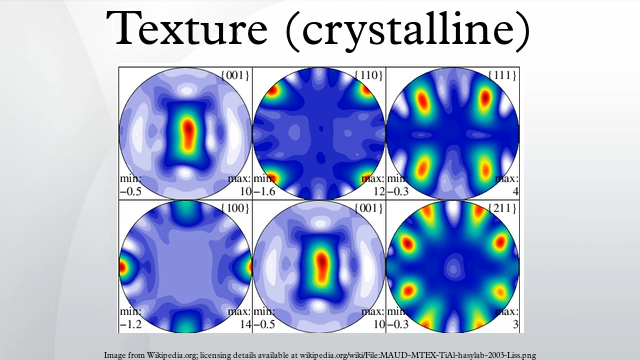 Texture (crystalline)
{001} {110} {111}
min: max: min: max: min: max:
−0.5 10 −1.6 12 −0.3 4
{100} {001} {211}
min: max: min: max: min: max:
−1.2 14 −0.5 10 −0.3 3
Image from Wikipedia.org; licensing details available at wikipedia.org/wiki/File:MAUD-MTEX-TiAl-hasylab-2003-Liss.png